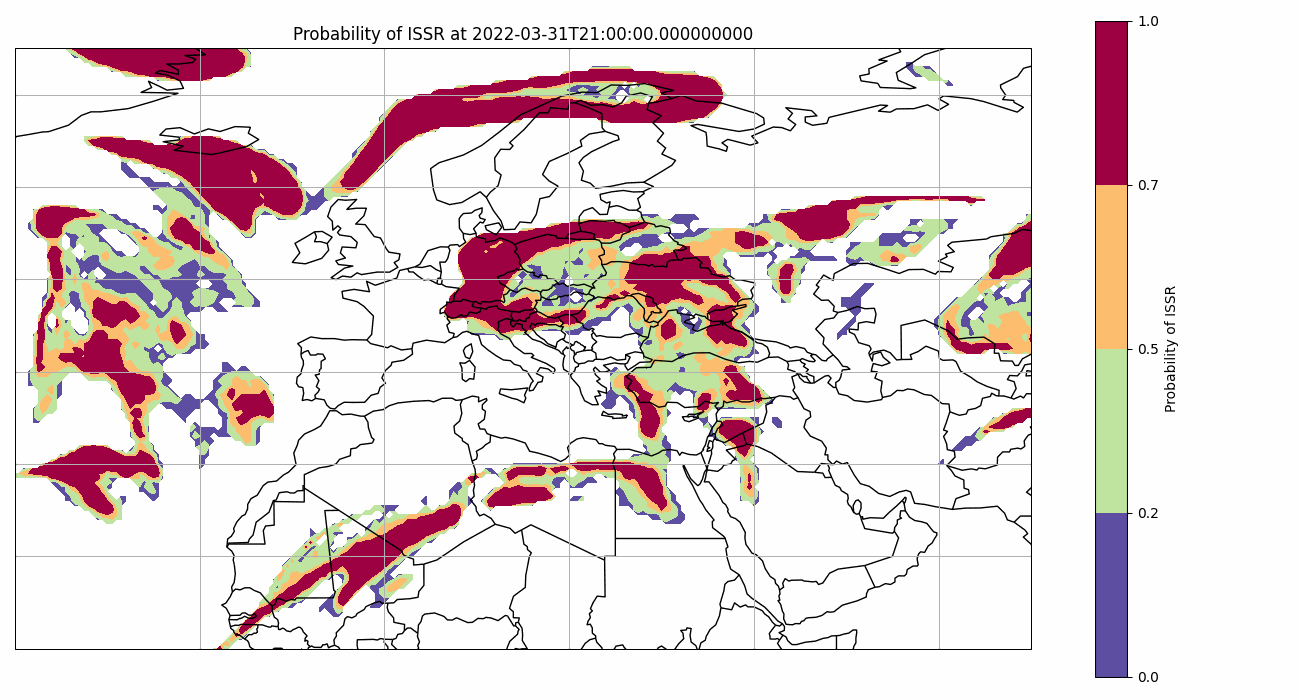 Probability of ISSR at 2022-03-31T21:00:00.000000000
1.0
0.7
0.5
0.2
0.0
Probability of ISSR